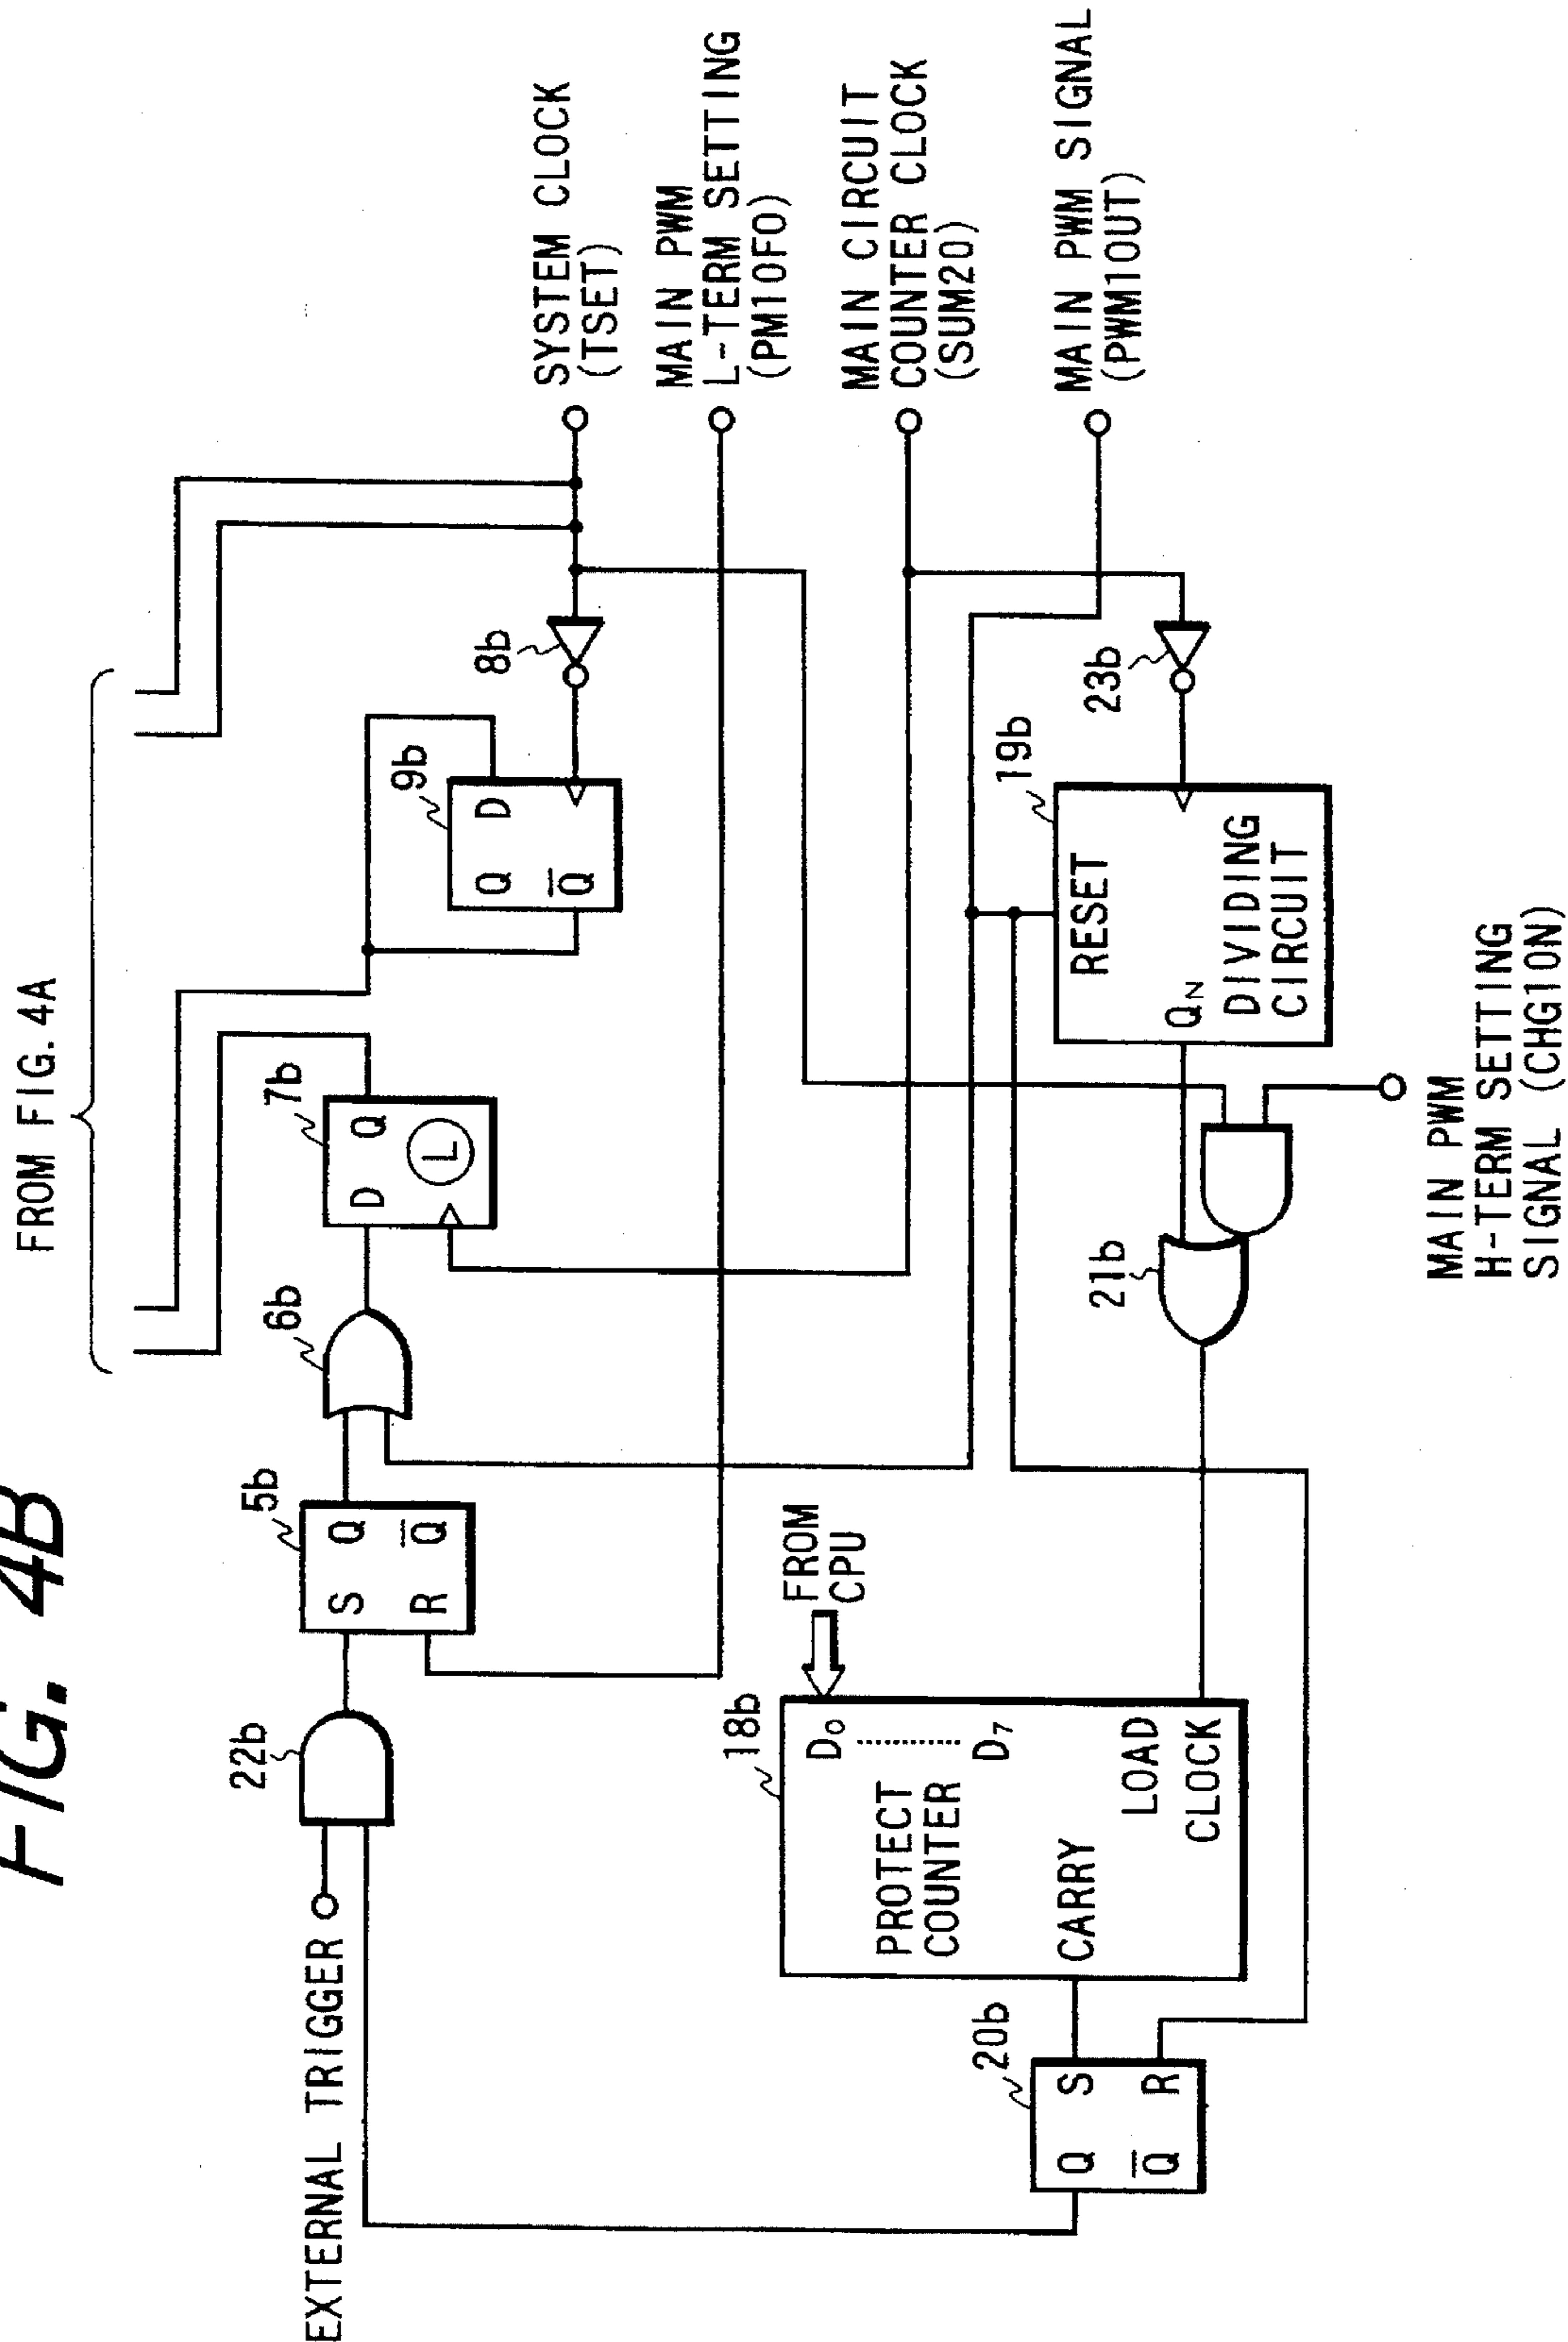 FIG. 4B
FROM FIG. 4A
EXTERNAL TRIGGER
22b
S
Q
R
Q
5b
6b
D
Q
L
7b
Q
D
Q
9b
8b
SYSTEM CLOCK
(TSET)
MAIN PWM
L-TERM SETTING
(PM10F0)
MAIN CIRCUIT
COUNTER CLOCK
(SUM20)
MAIN PWM SIGNAL
(PWM10UT)
FROM
CPU
18b
D0
D7
PROTECT
COUNTER
CARRY
LOAD
CLOCK
20b
Q
S
Q
R
21b
19b
RESET
QN
DIVIDING
CIRCUIT
23b
MAIN PWM
H-TERM SETTING
SIGNAL (CHG10N)